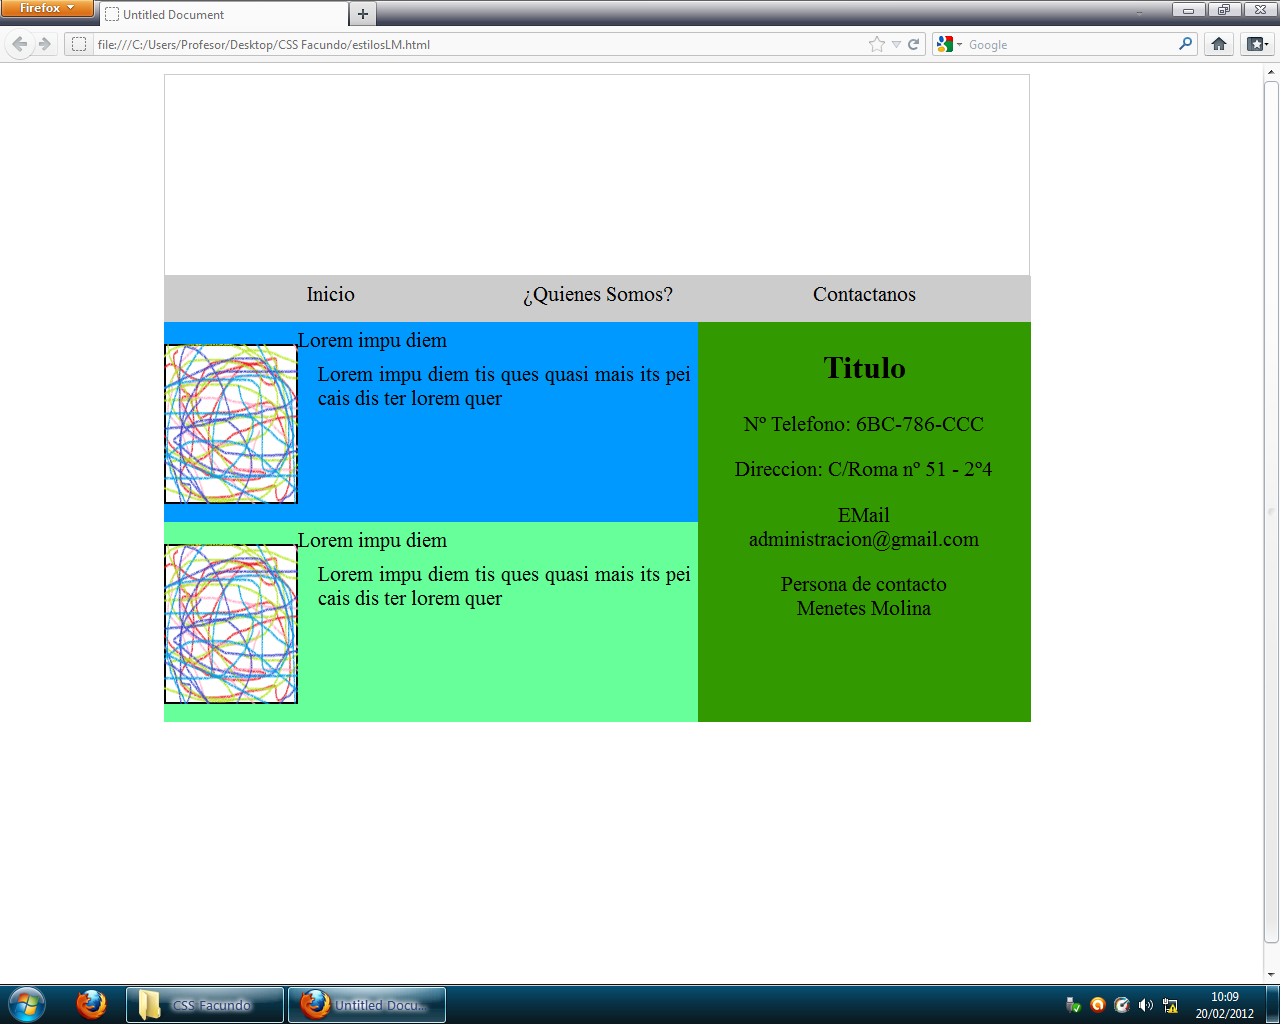 Firefox
Untitled Document
file:///C:/Users/Profesor/Desktop/CSS Facundo/estilosLM.html
Google
Inicio ¿Quienes Somos? Contactanos
Lorem impu diem
Lorem impu diem tis ques quasi mais its pei
cais dis ter lorem quer
Lorem impu diem
Lorem impu diem tis ques quasi mais its pei
cais dis ter lorem quer
Titulo
Nº Telefono: 6BC-786-CCC
Direccion: C/Roma nº 51 - 2º4
EMail
administracion@gmail.com
Persona de contacto
Menetes Molina
CSS Facundo
Untitled Docu...
10:09
20/02/2012